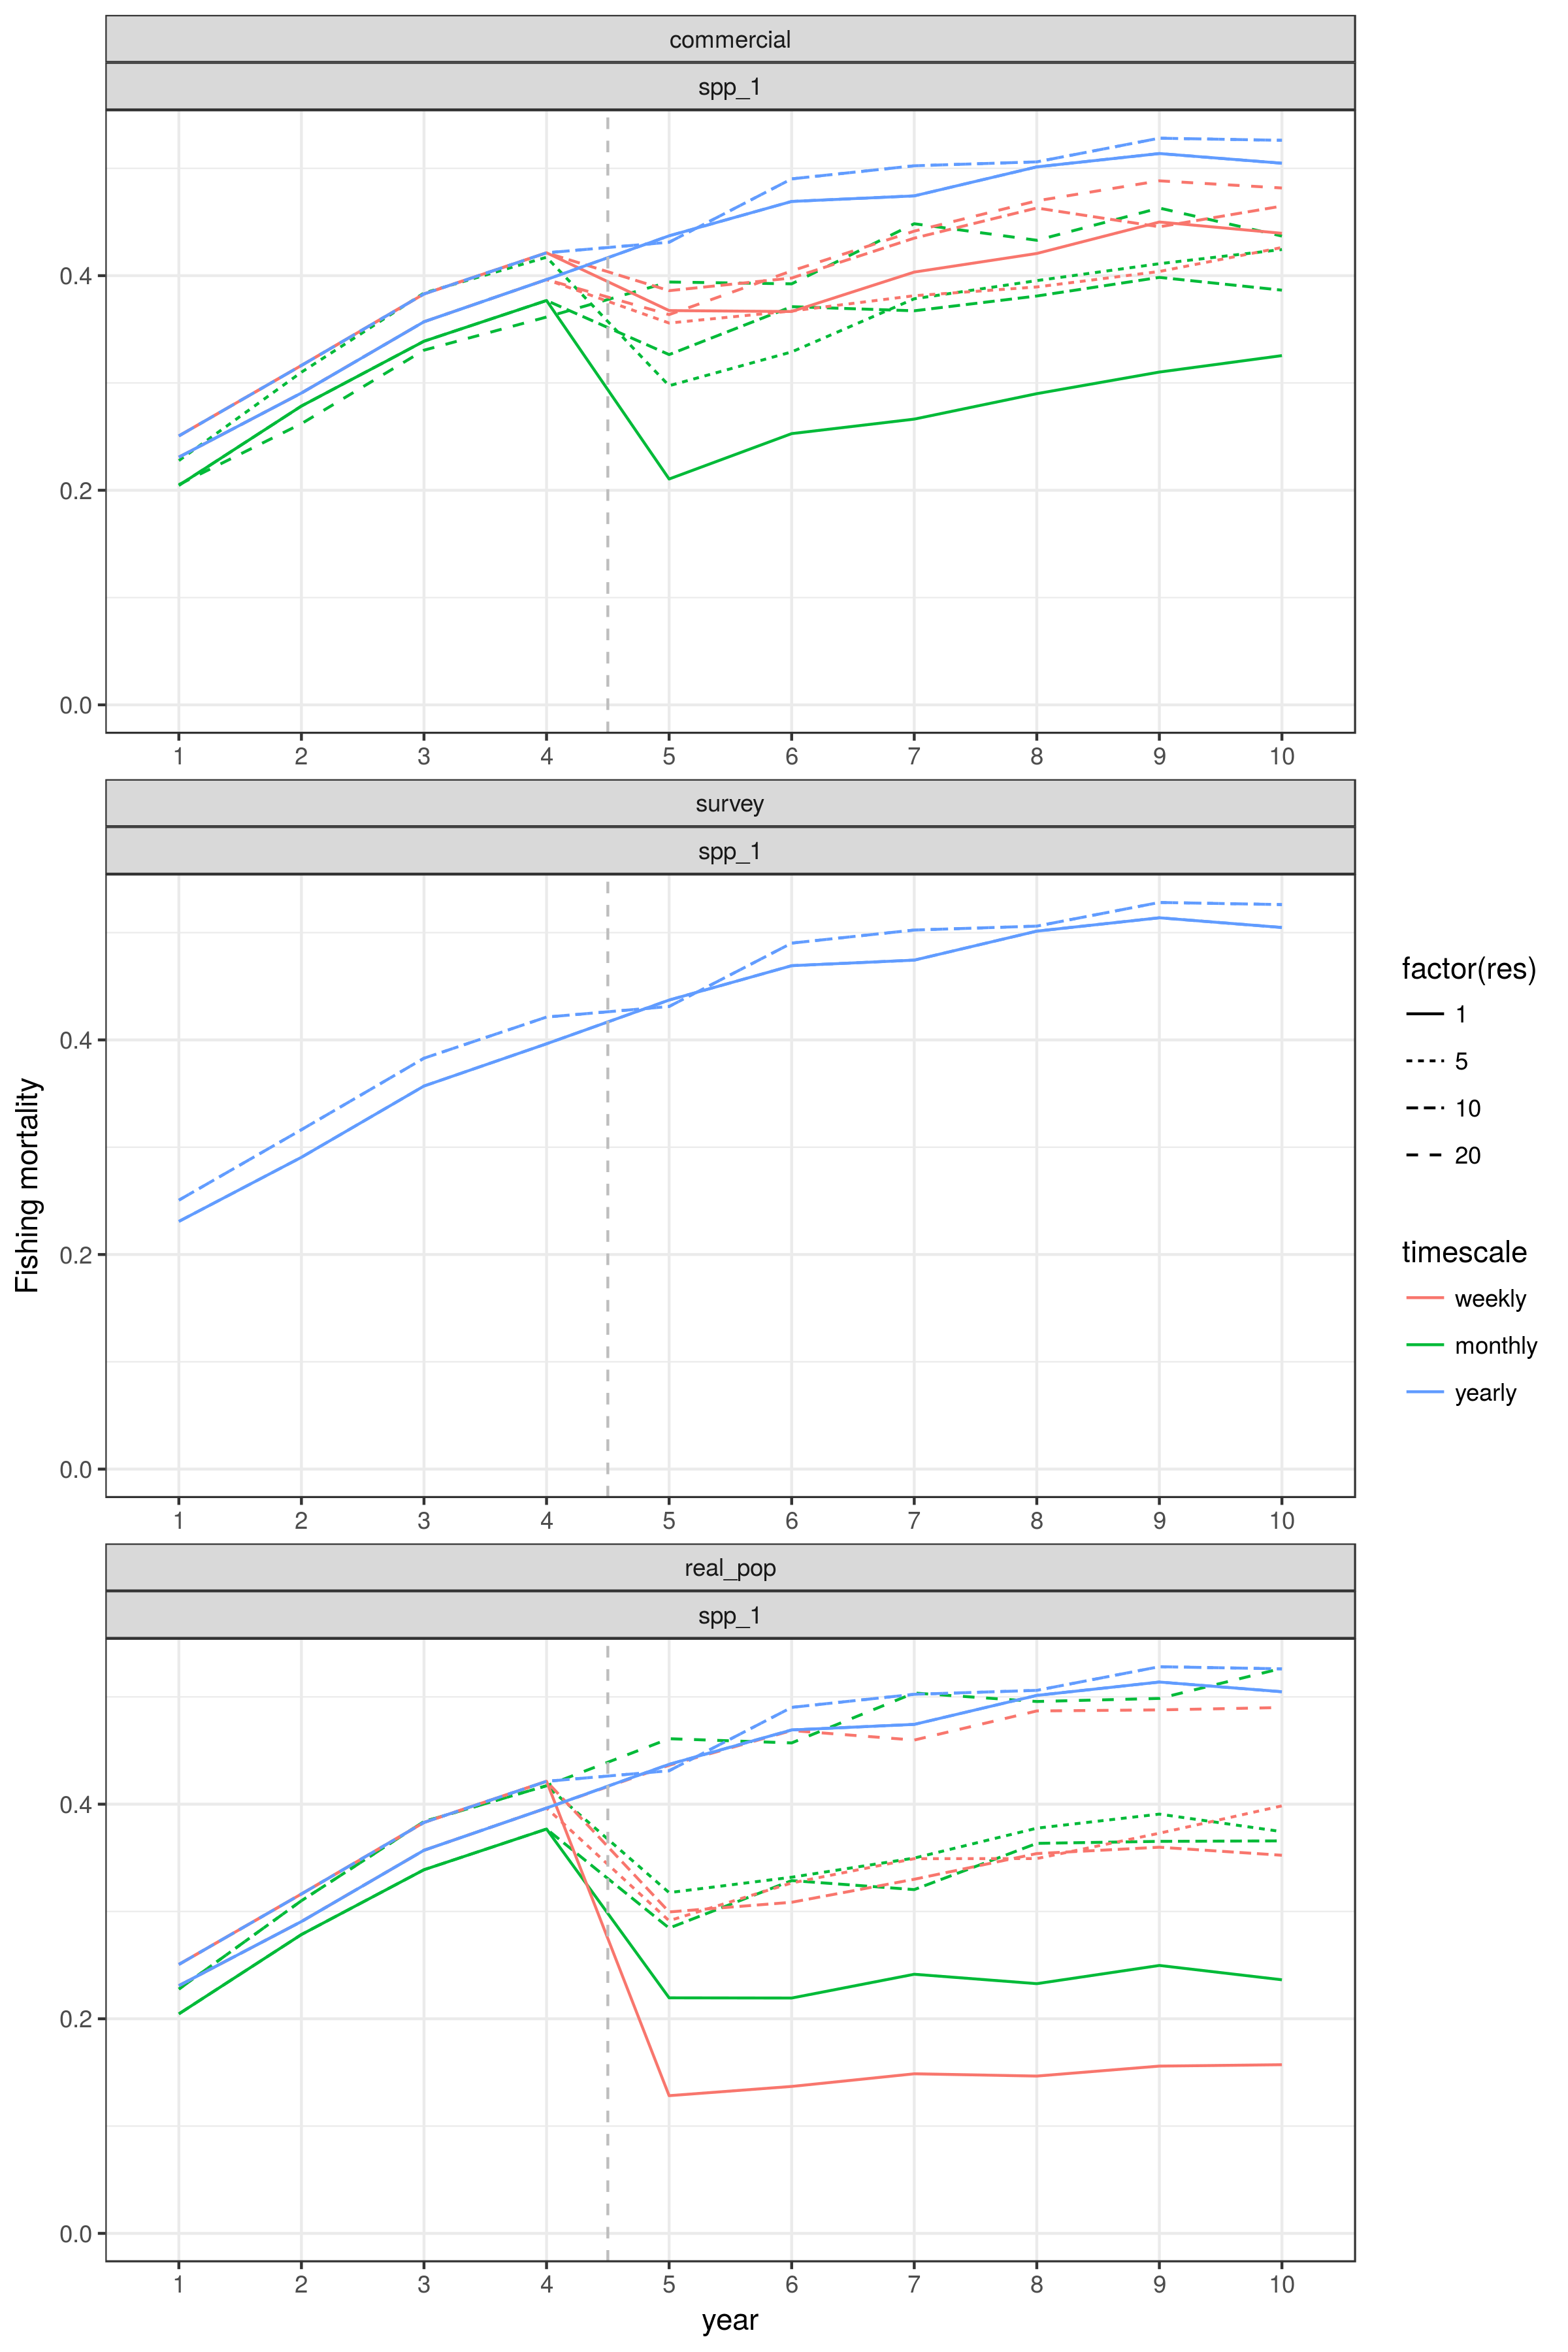 commercial
spp_1
0.4
0.2
0.0
1 2 3 4 5 6 7 8 9 10
survey
spp_1
0.4
0.2
0.0
1 2 3 4 5 6 7 8 9 10
real_pop
spp_1
0.4
0.2
0.0
1 2 3 4 5 6 7 8 9 10
year
Fishing mortality
factor(res)
1
5
10
20
timescale
weekly
monthly
yearly